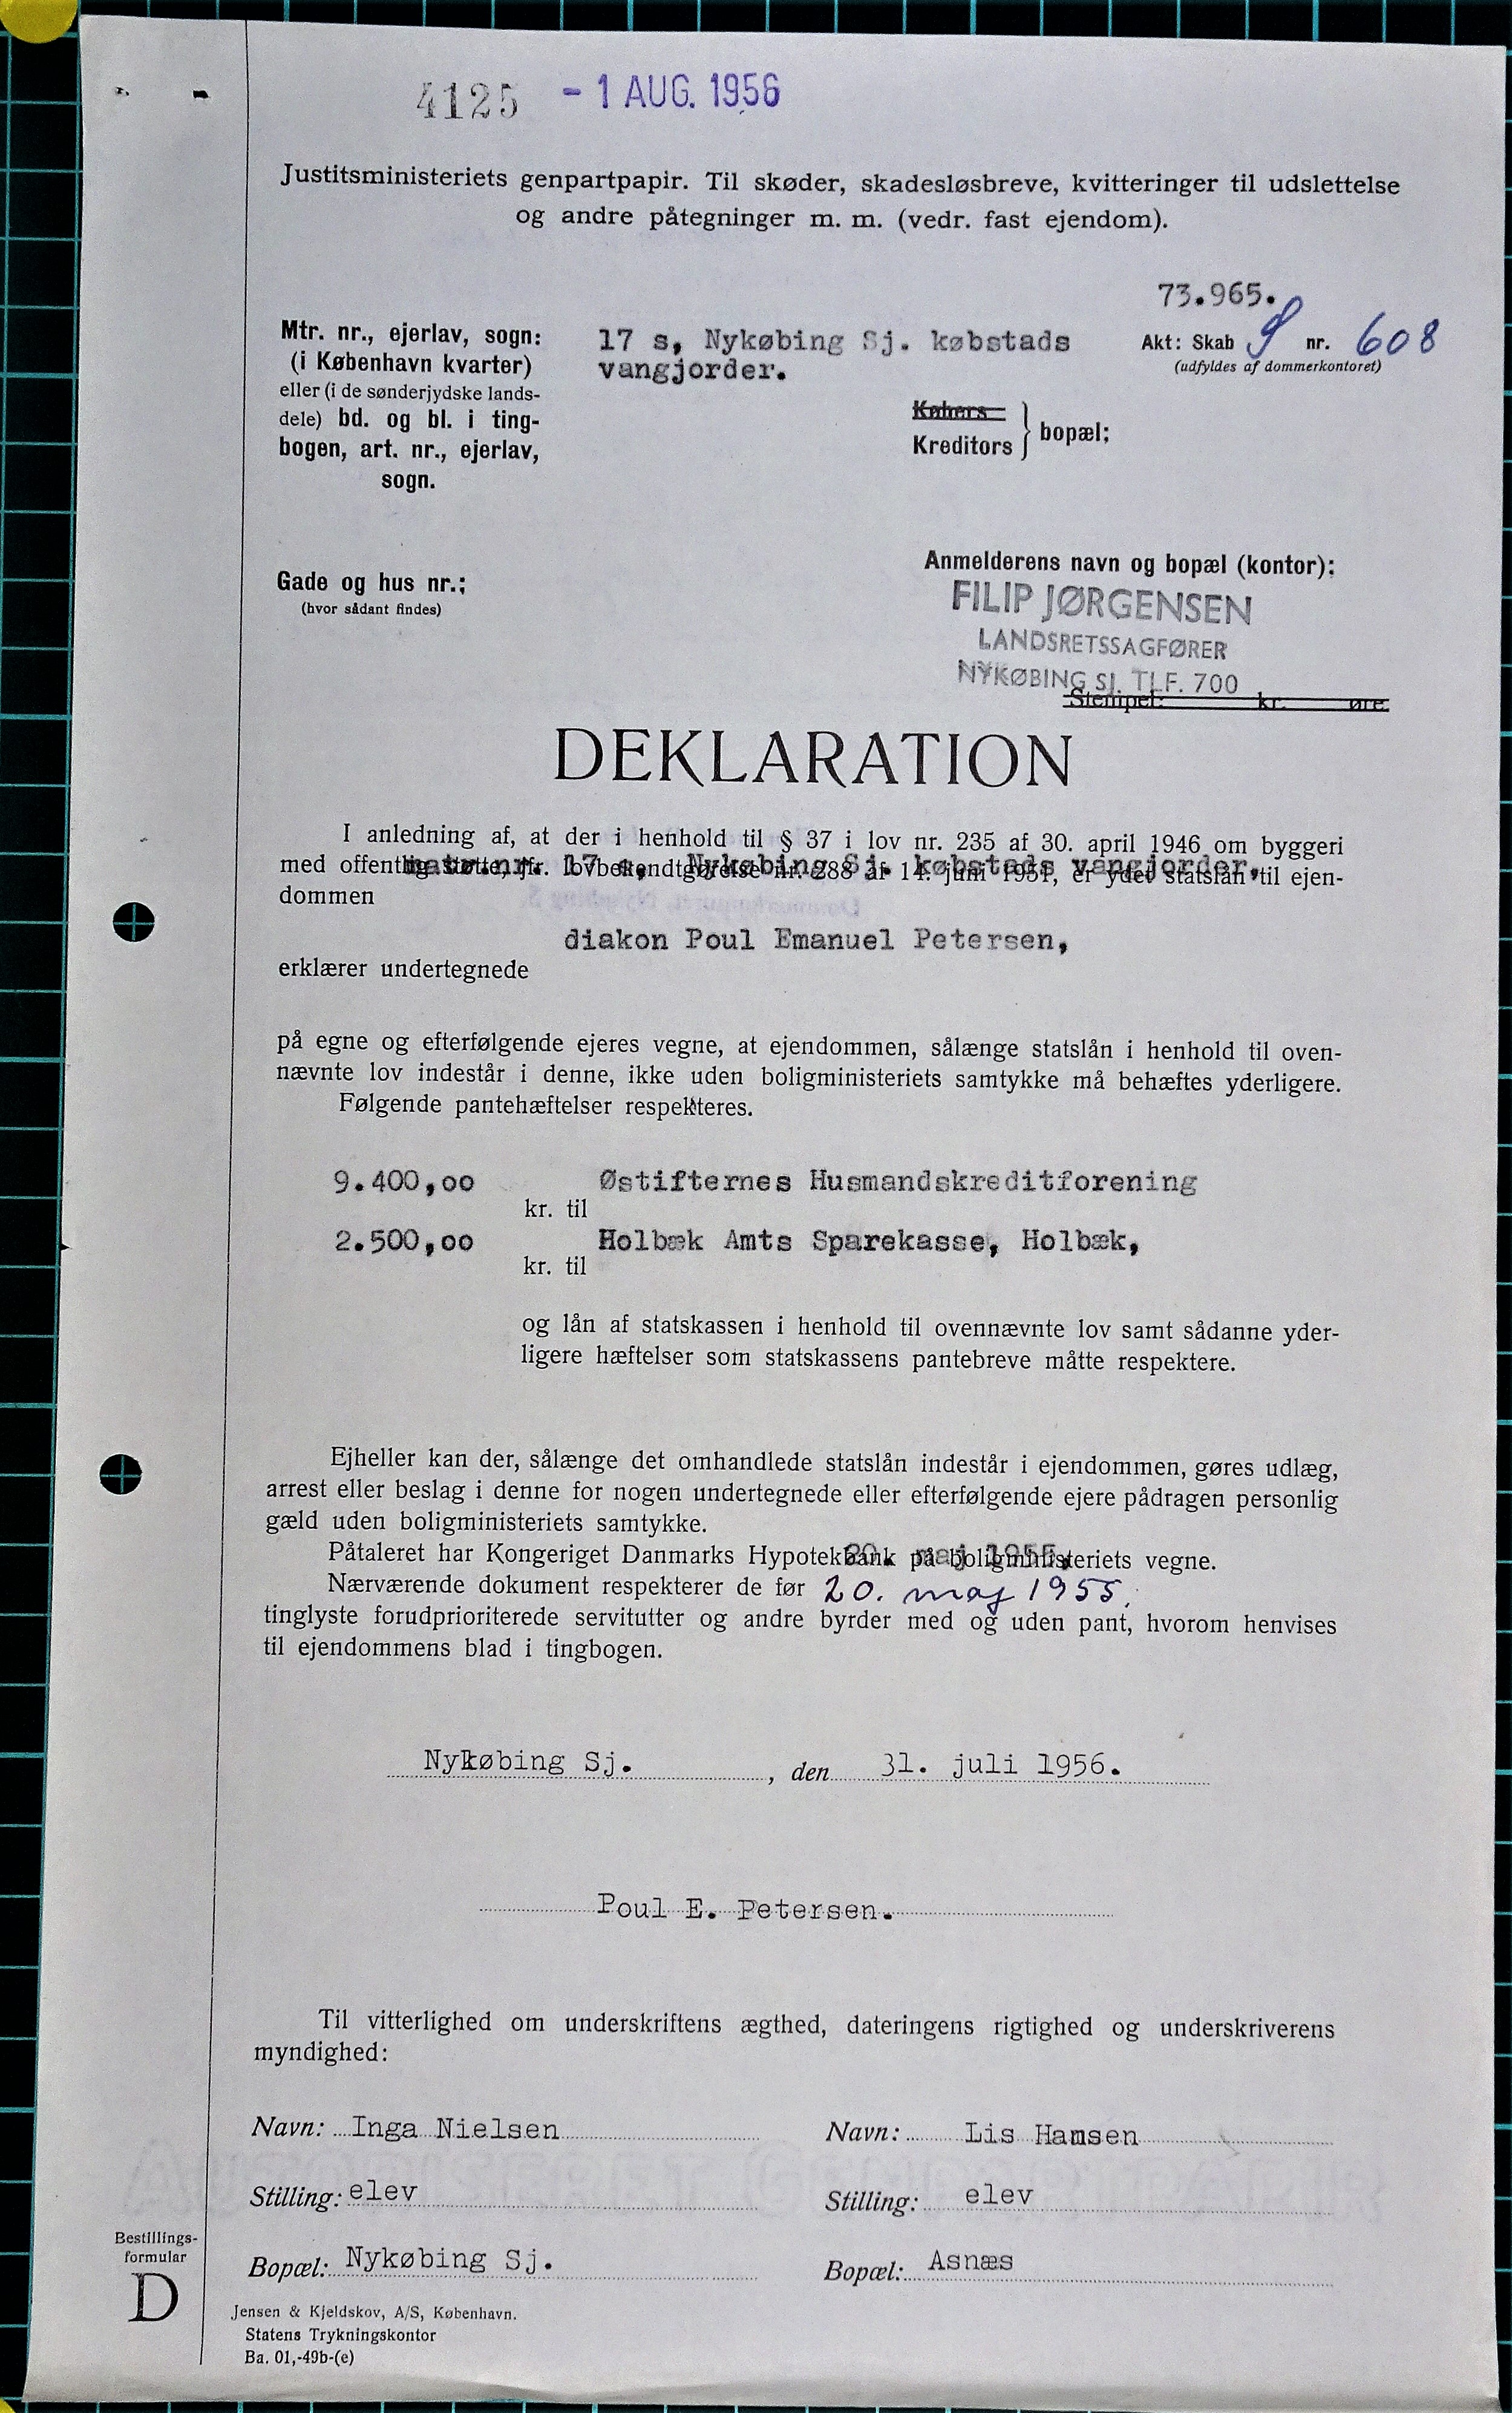 4125 - 1 AUG. 1956
Justitsministeriets genpartpapir. Til skøder, skadesløsbreve, kvitteringer til udslettelse
og andre påtegninger m. m. (vedr. fast ejendom).
73.965.
Mtr. nr., ejerlav, sogn:
(i København kvarter)
eller (i de sønderjydske lands-
dele) bd. og bl. i ting-
bogen, art. nr., ejerlav,
sogn.
17 s, Nykøbing Sj. købstads
vangjorder.
Akt: Skab nr. 608
(udfyldes af dommerkontoret)
Købers
Kreditors } bopæl:
Gade og hus nr.:
(hvor sådant findes)
Anmelderens navn og bopæl (kontor):
FILIP JØRGENSEN
LANDSRETSSAGFØRER
NYKØBING SJ. TLF. 700
Stempel: kr. øre.
DEKLARATION
I anledning af, at der i henhold til § 37 i lov nr. 235 af 30. april 1946 om byggeri
med offentlig støtte, jfr. lovbekendtgørelse nr. 288 af 14. juni 1951, er ydet statslån til ejen-
matr.nr. 17 s, Nykøbing Sj. købstads vangjorder,
dommen
diakon Poul Emanuel Petersen,
erklærer undertegnede
på egne og efterfølgende ejeres vegne, at ejendommen, sålænge statslån i henhold til oven-
nævnte lov indestår i denne, ikke uden boligministeriets samtykke må behæftes yderligere.
Følgende pantehæftelser respekteres.
9.400,00 Østifternes Husmandskreditforening
kr. til
2.500,00 Holbæk Amts Sparekasse, Holbæk,
kr. til
og lån af statskassen i henhold til ovennævnte lov samt sådanne yder-
ligere hæftelser som statskassens pantebreve måtte respektere.
Ejheller kan der, sålænge det omhandlede statslån indestår i ejendommen, gøres udlæg,
arrest eller beslag i denne for nogen undertegnede eller efterfølgende ejere pådragen personlig
gæld uden boligministeriets samtykke.
Påtaleret har Kongeriget Danmarks Hypotekbank på boligministeriets vegne.
20. maj 1955.
Nærværende dokument respekterer de før 20. maj 1955.
tinglyste forudprioriterede servitutter og andre byrder med og uden pant, hvorom henvises
til ejendommens blad i tingbogen.
Nykøbing Sj. , den 31. juli 1956.
Poul E. Petersen.
Til vitterlighed om underskriftens ægthed, dateringens rigtighed og underskriverens
myndighed:
Navn: Inga Nielsen
Stilling: elev
Bopæl: Nykøbing Sj.
Navn: Lis Hansen
Stilling: elev
Bopæl: Asnæs
Bestillings-
formular
D
Jensen & Kjeldskov, A/S, København.
Statens Trykningskontor
Ba. 01,-49b-(e)